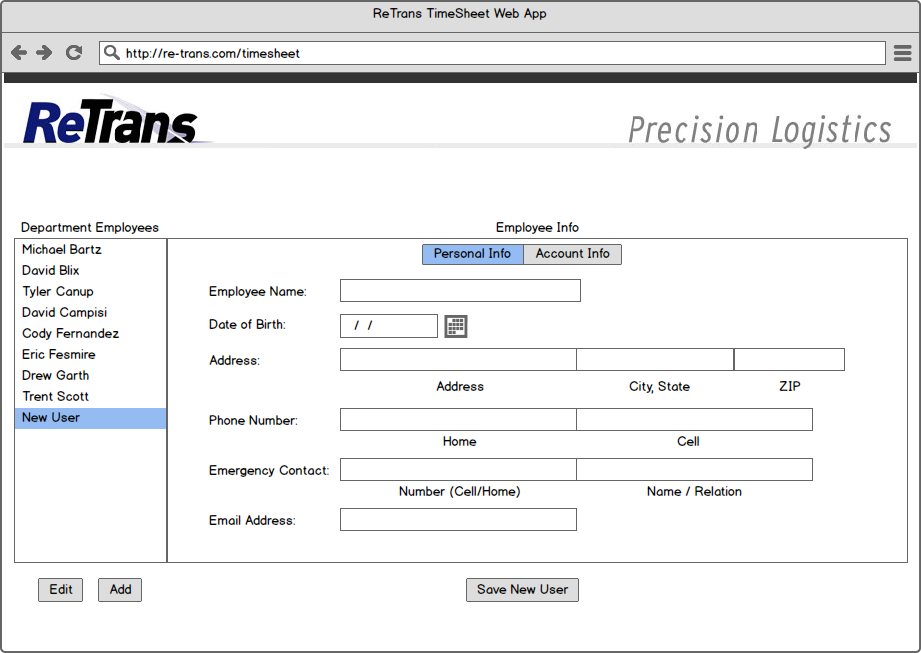 ReTrans TimeSheet Web App
http://re-trans.com/timesheet
ReTrans
Precision Logistics
Department Employees
Employee Info
Michael Bartz
David Blix
Tyler Canup
David Campisi
Cody Fernandez
Eric Fesmire
Drew Garth
Trent Scott
New User
Personal Info
Account Info
Employee Name:
Date of Birth:
/ /
Address:
Address
City, State
ZIP
Phone Number:
Home
Cell
Emergency Contact:
Number (Cell/Home)
Name / Relation
Email Address:
Edit
Add
Save New User